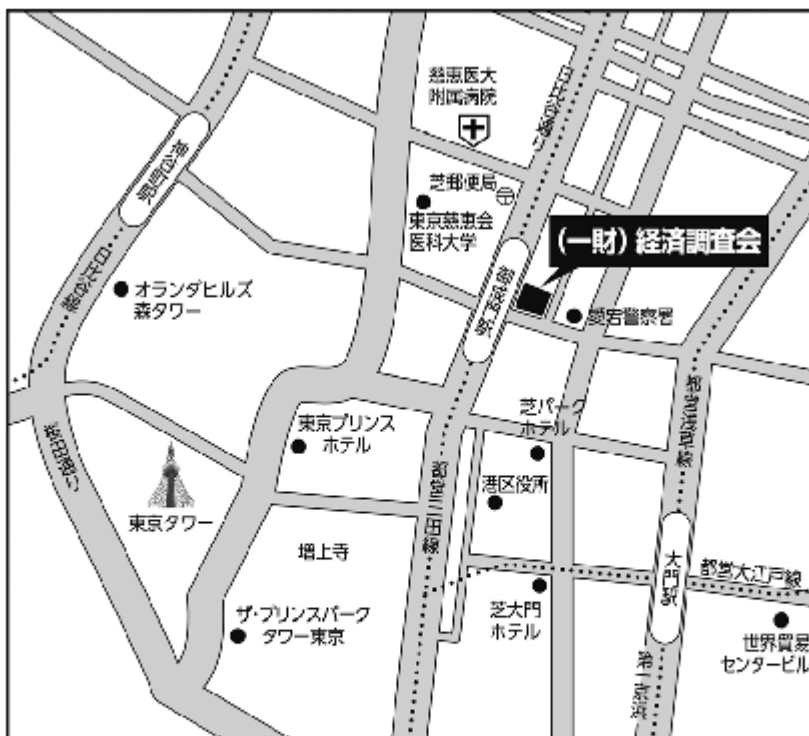 慈恵医大
附属病院
日比谷通り
神谷町駅
芝郵便局
東京慈恵会
医科大学
(一財)経済調査会
御成門駅
愛宕警察署
日比谷線
オランダヒルズ
森タワー
都営浅草線
芝パーク
ホテル
東京プリンス
ホテル
桜田通り
港区役所
都営三田線
東京タワー
増上寺
大門駅
都営大江戸線
ザ・プリンスパーク
タワー東京
芝大門
ホテル
世界貿易
センタービル
第一京浜